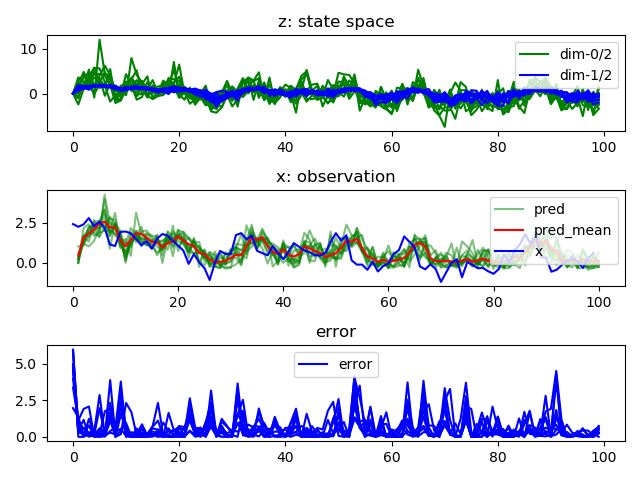 z: state space
10
0
dim-0/2
dim-1/2
0 20 40 60 80 100
x: observation
2.5
0.0
pred
pred_mean
x
0 20 40 60 80 100
error
5.0
2.5
0.0
error
0 20 40 60 80 100